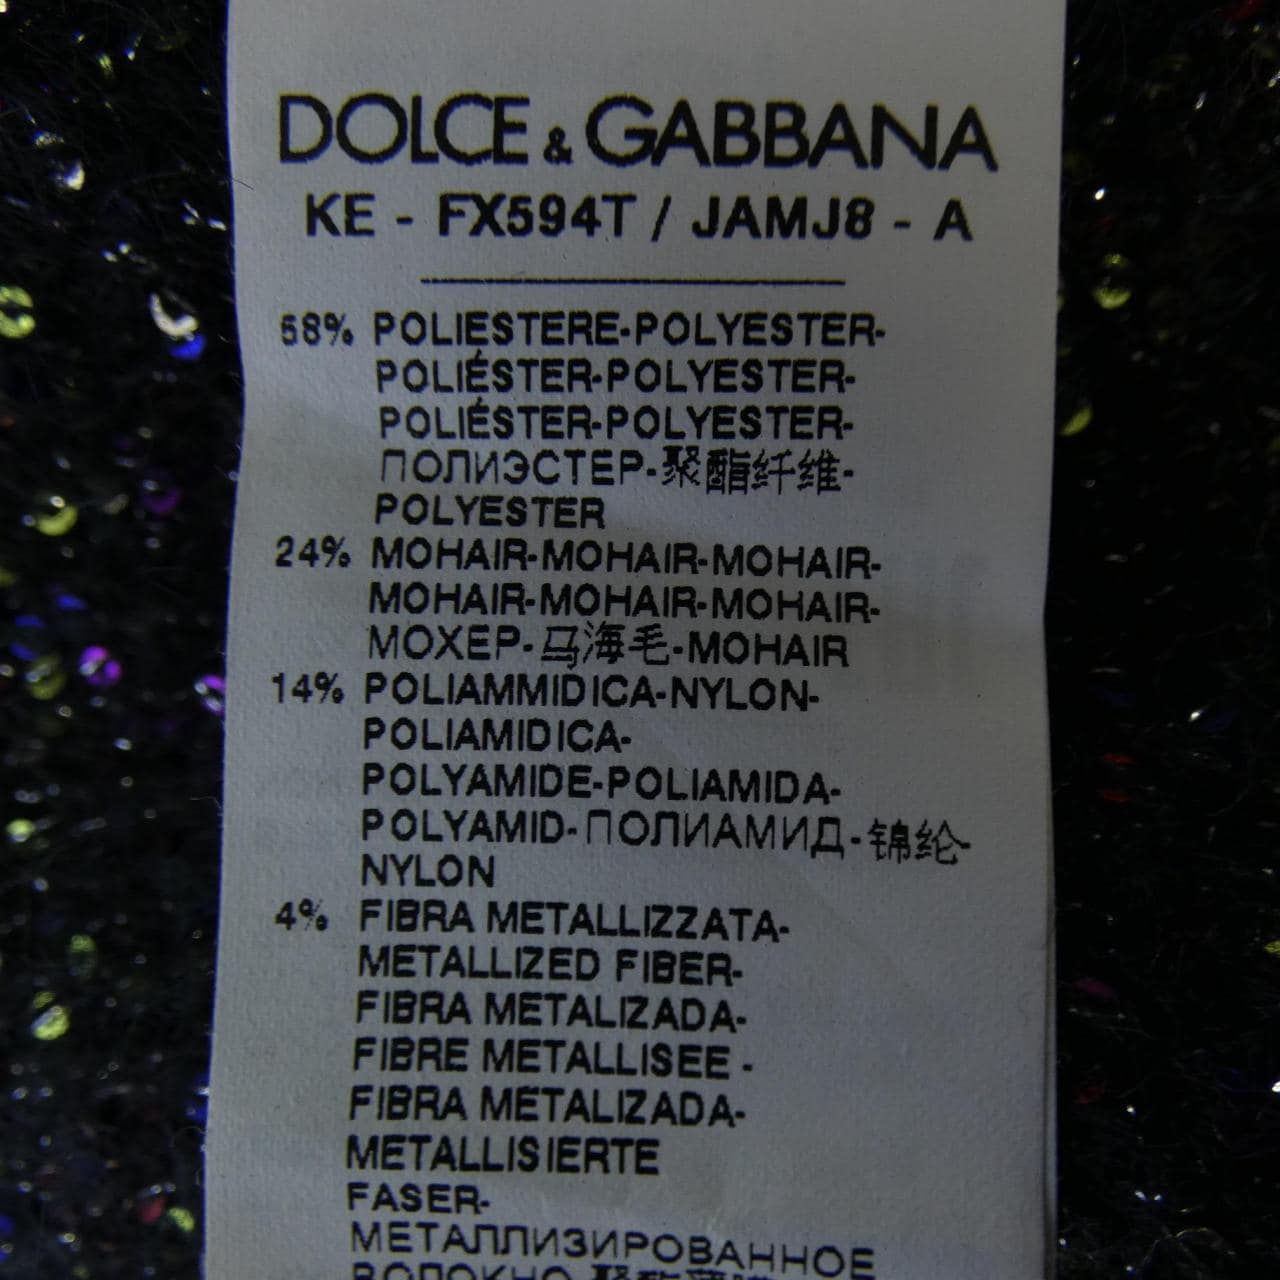 DOLCE & GABBANA
KE - FX594T / JAMJ8 - A
58% POLIESTERE-POLYESTER-
POLIÉSTER-POLYESTER-
POLIÉSTER-POLYESTER-
ПОЛИЭСТЕР-聚酯纤维-
POLYESTER
24% MOHAIR-MOHAIR-MOHAIR-
MOHAIR-MOHAIR-MOHAIR-
МОХЕР-马海毛-MOHAIR
14% POLIAMMIDICA-NYLON-
POLIAMIDICA-
POLYAMIDE-POLIAMIDA-
POLYAMID-ПОЛИАМИД-锦纶-
NYLON
4% FIBRA METALLIZZATA-
METALLIZED FIBER-
FIBRA METALIZADA-
FIBRE METALLISEE -
FIBRA METALIZADA-
METALLISIERTE
FASER-
МЕТАЛЛИЗИРОВАННОЕ
ВОЛОКНО